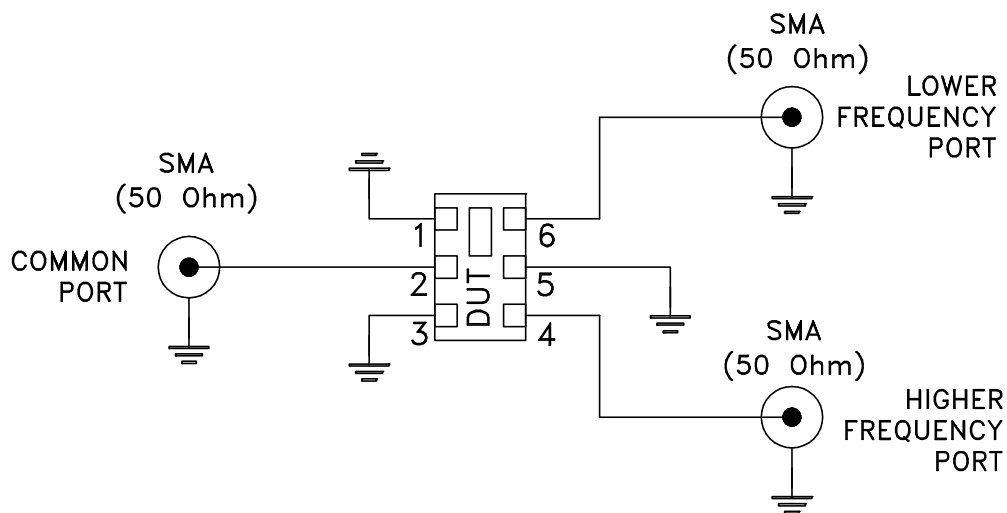 SMA
(50 Ohm)
LOWER
FREQUENCY
PORT
SMA
(50 Ohm)
COMMON
PORT
1
2
3
DUT
6
5
4
SMA
(50 Ohm)
HIGHER
FREQUENCY
PORT